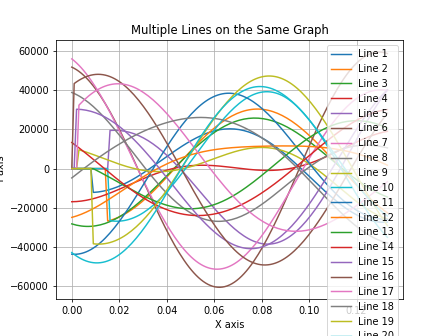 Multiple Lines on the Same Graph
60000
40000
20000
0
−20000
−40000
−60000
0.00
0.02
0.04
0.06
0.08
0.10
X axis
Line 1
Line 2
Line 3
Line 4
Line 5
Line 6
Line 7
Line 8
Line 9
Line 10
Line 11
Line 12
Line 13
Line 14
Line 15
Line 16
Line 17
Line 18
Line 19
Line 20